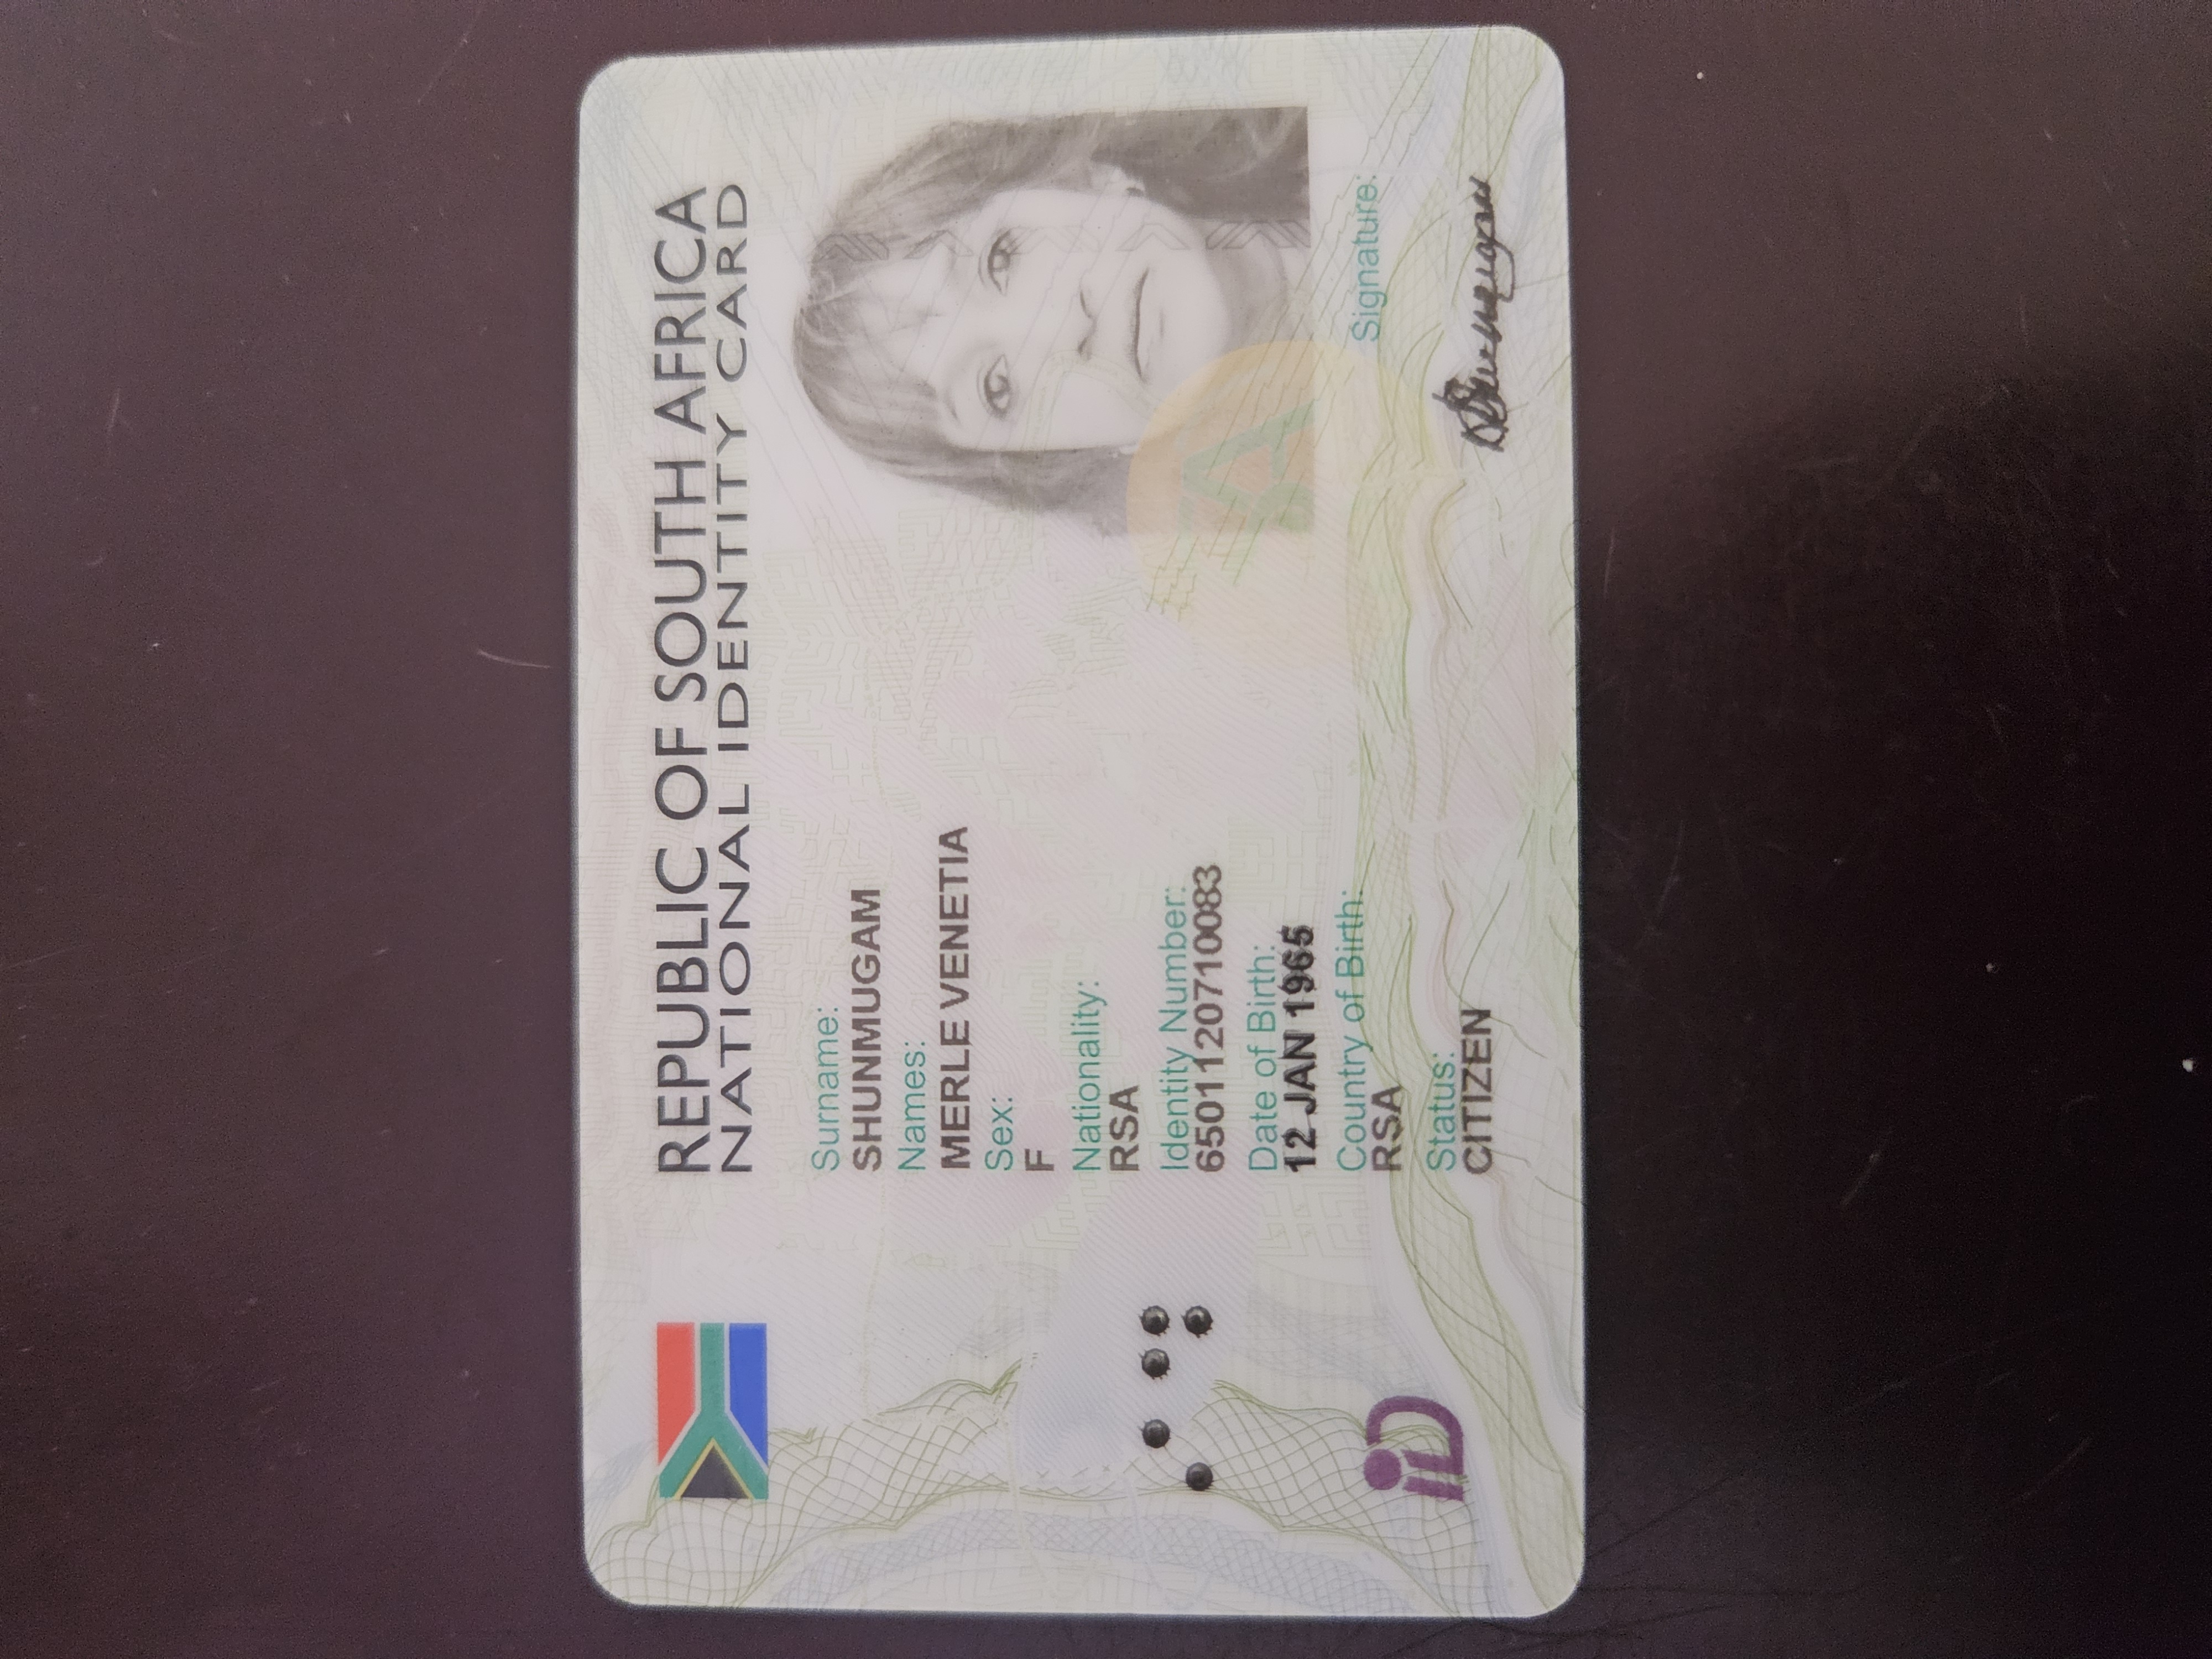 REPUBLIC OF SOUTH AFRICA
NATIONAL IDENTITY CARD
Surname:
SHUNMUGAM
Names:
MERLE VENETIA
Sex:
F
Nationality:
RSA
Identity Number:
6501120710083
Date of Birth:
12 JAN 1965
Country of Birth:
RSA
Status:
CITIZEN
Signature:
iD